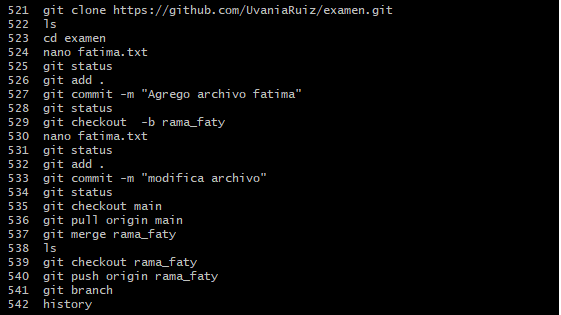 521 git clone https://github.com/UvaniaRuiz/examen.git
522 ls
523 cd examen
524 nano fatima.txt
525 git status
526 git add .
527 git commit -m "Agrego archivo fatima"
528 git status
529 git checkout  -b rama_faty
530 nano fatima.txt
531 git status
532 git add .
533 git commit -m "modifica archivo"
534 git status
535 git checkout main
536 git pull origin main
537 git merge rama_faty
538 ls
539 git checkout rama_faty
540 git push origin rama_faty
541 git branch
542 history